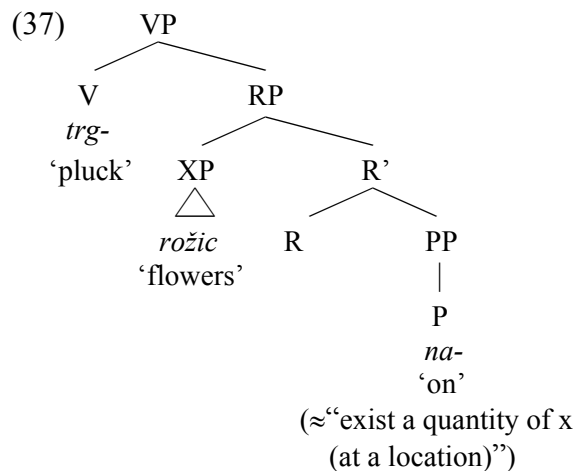 (37) VP
V RP
trg-
‘pluck’ XP R’
rožic R PP
‘flowers’
P
na-
‘on’
(≈“exist a quantity of x
(at a location)”)